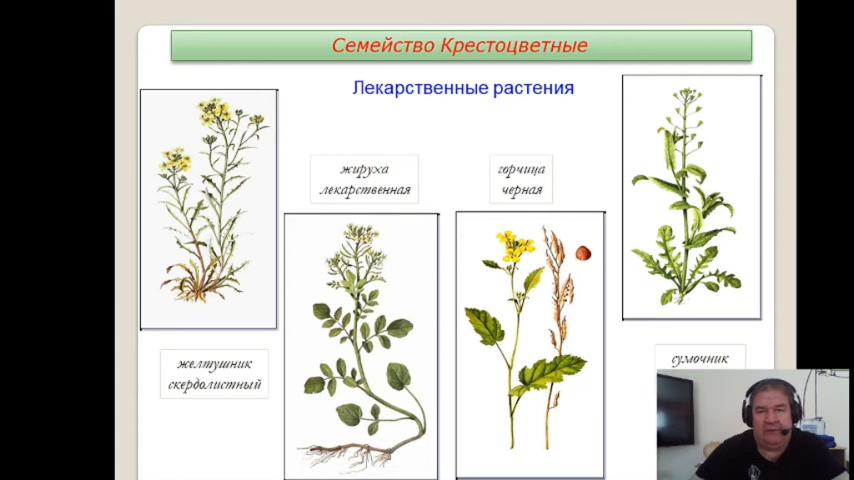 Семейство Крестоцветные
Лекарственные растения
жируха
лекарственная
горчица
черная
желтушник
скердолистный
сумочник